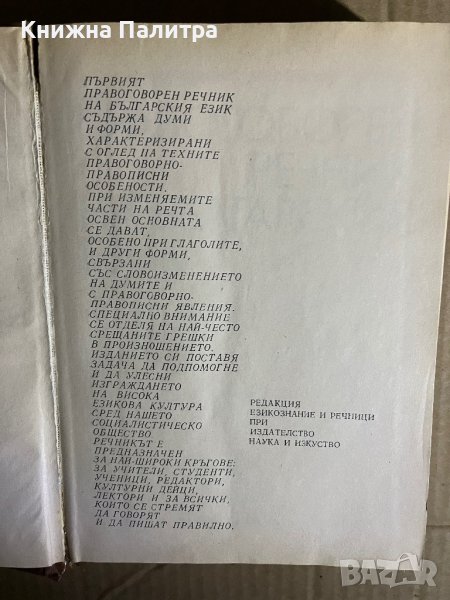 Книжна Палитра
ПЪРВИЯТ
ПРАВОГОВОРЕН РЕЧНИК
НА БЪЛГАРСКИЯ ЕЗИК
СЪДЪРЖА ДУМИ
И ФОРМИ,
ХАРАКТЕРИЗИРАНИ
С ОГЛЕД НА ТЕХНИТЕ
ПРАВОГОВОРНО-
ПРАВОПИСНИ
ОСОБЕНОСТИ.
ПРИ ИЗМЕНЯЕМИТЕ
ЧАСТИ НА РЕЧТА
ОСВЕН ОСНОВНАТА
СЕ ДАВАТ,
ОСОБЕНО ПРИ ГЛАГОЛИТЕ,
И ДРУГИ ФОРМИ,
СВЪРЗАНИ
СЪС СЛОВОИЗМЕНЕНИЕТО
НА ДУМИТЕ И
С ПРАВОГОВОРНО-
ПРАВОПИСНИ ЯВЛЕНИЯ.
СПЕЦИАЛНО ВНИМАНИЕ
СЕ ОТДЕЛЯ НА НАЙ-ЧЕСТО
СРЕЩАНИТЕ ГРЕШКИ
В ПРОИЗНОШЕНИЕТО.
ИЗДАНИЕТО СИ ПОСТАВЯ
ЗАДАЧА ДА ПОДПОМОГНЕ
И ДА УЛЕСНИ
ИЗГРАЖДАНЕТО
НА ВИСОКА
ЕЗИКОВА КУЛТУРА
СРЕД НАШЕТО
СОЦИАЛИСТИЧЕСКО
ОБЩЕСТВО
РЕЧНИКЪТ Е
ПРЕДНАЗНАЧЕН
ЗА НАЙ-ШИРОКИ КРЪГОВЕ:
ЗА УЧИТЕЛИ, СТУДЕНТИ,
УЧЕНИЦИ, РЕДАКТОРИ,
КУЛТУРНИ ДЕЙЦИ,
ЛЕКТОРИ И ЗА ВСИЧКИ,
КОИТО СЕ СТРЕМЯТ
ДА ГОВОРЯТ
И ДА ПИШАТ ПРАВИЛНО.
РЕДАКЦИЯ
ЕЗИКОЗНАНИЕ И РЕЧНИЦИ
ПРИ
ИЗДАТЕЛСТВО
НАУКА И ИЗКУСТВО
BAZAR